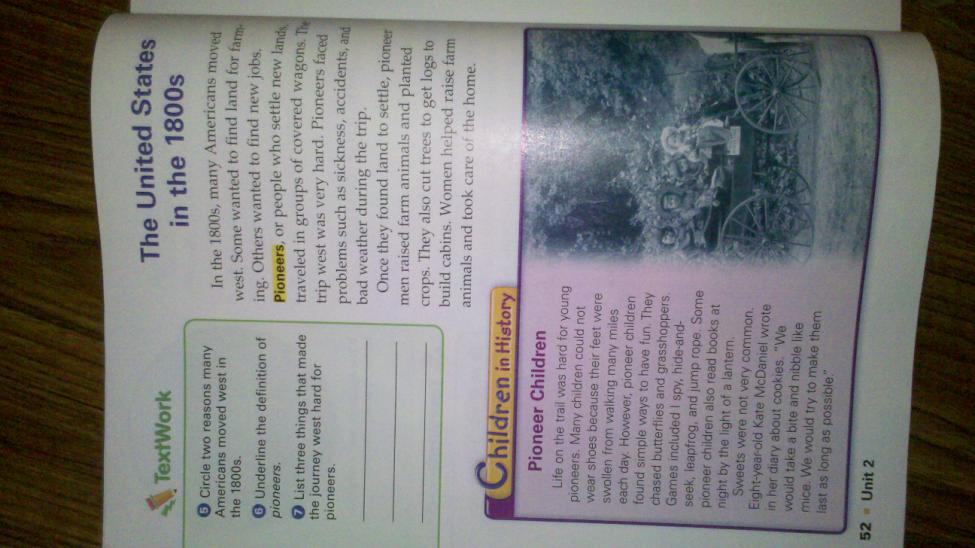 TextWork
5 Circle two reasons many
Americans moved west in
the 1800s.
6 Underline the definition of
pioneers.
7 List three things that made
the journey west hard for
pioneers.
The United States
in the 1800s
In the 1800s, many Americans moved
west. Some wanted to find land for farm-
ing. Others wanted to find new jobs.
Pioneers, or people who settle new lands,
traveled in groups of covered wagons. The
trip west was very hard. Pioneers faced
problems such as sickness, accidents, and
bad weather during the trip.
Once they found land to settle, pioneer
men raised farm animals and planted
crops. They also cut trees to get logs to
build cabins. Women helped raise farm
animals and took care of the home.
Children in History
Pioneer Children
Life on the trail was hard for young
pioneers. Many children could not
wear shoes because their feet were
swollen from walking many miles
each day. However, pioneer children
found simple ways to have fun. They
chased butterflies and grasshoppers.
Games included I spy, hide-and-
seek, leapfrog, and jump rope. Some
pioneer children also read books at
night by the light of a lantern.
Sweets were not very common.
Eight-year-old Kate McDaniel wrote
in her diary about cookies. "We
would take a bite and nibble like
mice. We would try to make them
last as long as possible."
52 • Unit 2